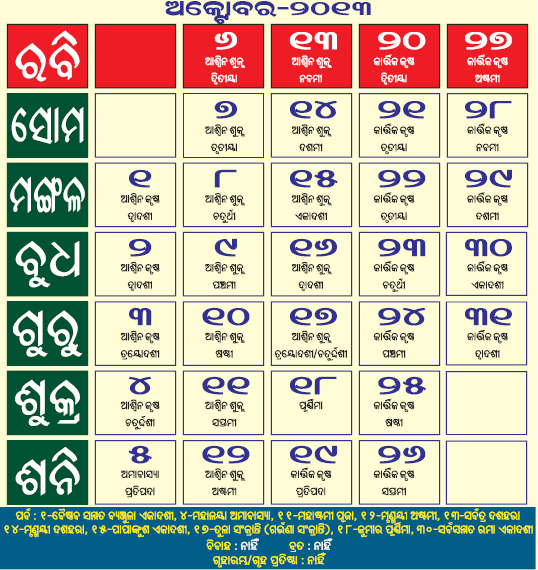 ଅକ୍ଟୋବର-୨୦୧୩
ରବି ୬ ୧୩ ୨୦ ୨୭
ଆଶ୍ୱିନ ଶୁକ୍ଳ ଆଶ୍ୱିନ ଶୁକ୍ଳ କାର୍ତ୍ତିକ କୃଷ୍ଣ କାର୍ତ୍ତିକ କୃଷ୍ଣ
ଦ୍ୱିତୀୟା ନବମୀ ଦ୍ୱିତୀୟା ଅଷ୍ଟମୀ
ସୋମ ୭ ୧୪ ୨୧ ୨୮
ଆଶ୍ୱିନ ଶୁକ୍ଳ ଆଶ୍ୱିନ ଶୁକ୍ଳ କାର୍ତ୍ତିକ କୃଷ୍ଣ କାର୍ତ୍ତିକ କୃଷ୍ଣ
ତୃତୀୟା ଦଶମୀ ତୃତୀୟା ନବମୀ
ମଙ୍ଗଳ ୧ ୮ ୧୫ ୨୨ ୨୯
ଆଶ୍ୱିନ କୃଷ୍ଣ ଆଶ୍ୱିନ ଶୁକ୍ଳ ଆଶ୍ୱିନ ଶୁକ୍ଳ କାର୍ତ୍ତିକ କୃଷ୍ଣ କାର୍ତ୍ତିକ କୃଷ୍ଣ
ଦ୍ୱାଦଶୀ ଚତୁର୍ଥୀ ଏକାଦଶୀ ତୃତୀୟା ଦଶମୀ
ବୁଧ ୨ ୯ ୧୬ ୨୩ ୩୦
ଆଶ୍ୱିନ କୃଷ୍ଣ ଆଶ୍ୱିନ ଶୁକ୍ଳ ଆଶ୍ୱିନ ଶୁକ୍ଳ କାର୍ତ୍ତିକ କୃଷ୍ଣ କାର୍ତ୍ତିକ କୃଷ୍ଣ
ଦ୍ୱାଦଶୀ ପଞ୍ଚମୀ ଦ୍ୱାଦଶୀ ଚତୁର୍ଥୀ ଏକାଦଶୀ
ଗୁରୁ ୩ ୧୦ ୧୭ ୨୪ ୩୧
ଆଶ୍ୱିନ କୃଷ୍ଣ ଆଶ୍ୱିନ ଶୁକ୍ଳ ଆଶ୍ୱିନ ଶୁକ୍ଳ କାର୍ତ୍ତିକ କୃଷ୍ଣ କାର୍ତ୍ତିକ କୃଷ୍ଣ
ତ୍ରୟୋଦଶୀ ଷଷ୍ଠୀ ତ୍ରୟୋଦଶୀ/ଚତୁର୍ଦ୍ଦଶୀ ପଞ୍ଚମୀ ଦ୍ୱାଦଶୀ
ଶୁକ୍ର ୪ ୧୧ ୧୮ ୨୫
ଆଶ୍ୱିନ କୃଷ୍ଣ ଆଶ୍ୱିନ ଶୁକ୍ଳ ପୂର୍ଣ୍ଣିମା କାର୍ତ୍ତିକ କୃଷ୍ଣ
ଚତୁର୍ଦ୍ଦଶୀ ସପ୍ତମୀ ଷଷ୍ଠୀ
ଶନି ୫ ୧୨ ୧୯ ୨୬
ଅମାବାସ୍ୟା ଆଶ୍ୱିନ ଶୁକ୍ଳ କାର୍ତ୍ତିକ କୃଷ୍ଣ କାର୍ତ୍ତିକ କୃଷ୍ଣ
ପ୍ରତିପଦା ଅଷ୍ଟମୀ ପ୍ରତିପଦା ସପ୍ତମୀ
ପର୍ବ : ୧-ବୈଷ୍ଣବ ସମ୍ମତ ବ୍ୟଞ୍ଜୁଳା ଏକାଦଶୀ, ୪-ମହାଳୟା ଅମାବାସ୍ୟା, ୧୧-ମହାଷ୍ଟମୀ ପୂଜା, ୧୨-ମୃଣ୍ମୟୀ ଅଷ୍ଟମୀ, ୧୩-ସର୍ବତ୍ର ଦଶହରା
୧୪-ମୃଣ୍ମୟୀ ଦଶହରା, ୧୫-ପାପାଙ୍କୁଶ ଏକାଦଶୀ, ୧୭-ତୁଳା ସଂକ୍ରାନ୍ତି (ଗର୍ଭଣା ସଂକ୍ରାନ୍ତି), ୧୮-କୁମାର ପୂର୍ଣ୍ଣିମା, ୩୦-ସର୍ବସମ୍ମତ ରମା ଏକାଦଶୀ
ବିବାହ : ନାହିଁ ବ୍ରତ : ନାହିଁ
ଗୃହାରମ୍ଭ/ଗୃହ ପ୍ରତିଷ୍ଠା : ନାହିଁ